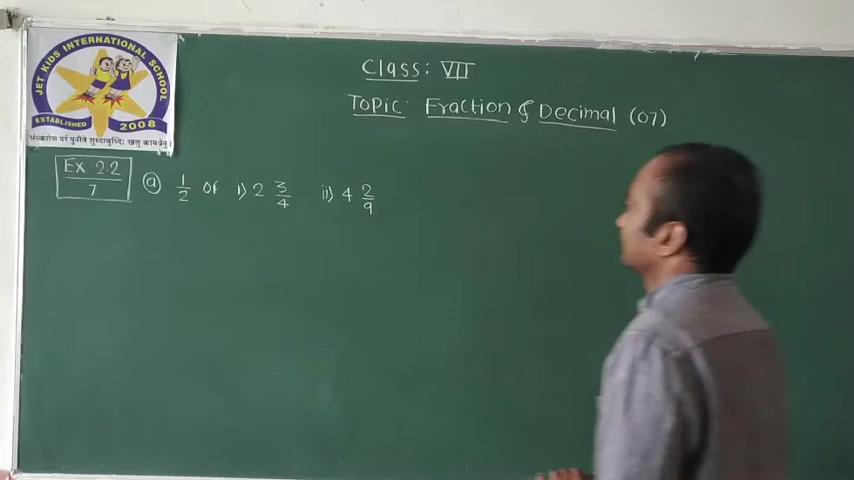 JET KIDS INTERNATIONAL SCHOOL
ESTABLISHED 2008
Class: VII
Topic: Fraction & Decimal (07)
Ex 2.2
7
a 1/2 of i) 2 3/4 ii) 4 2/9